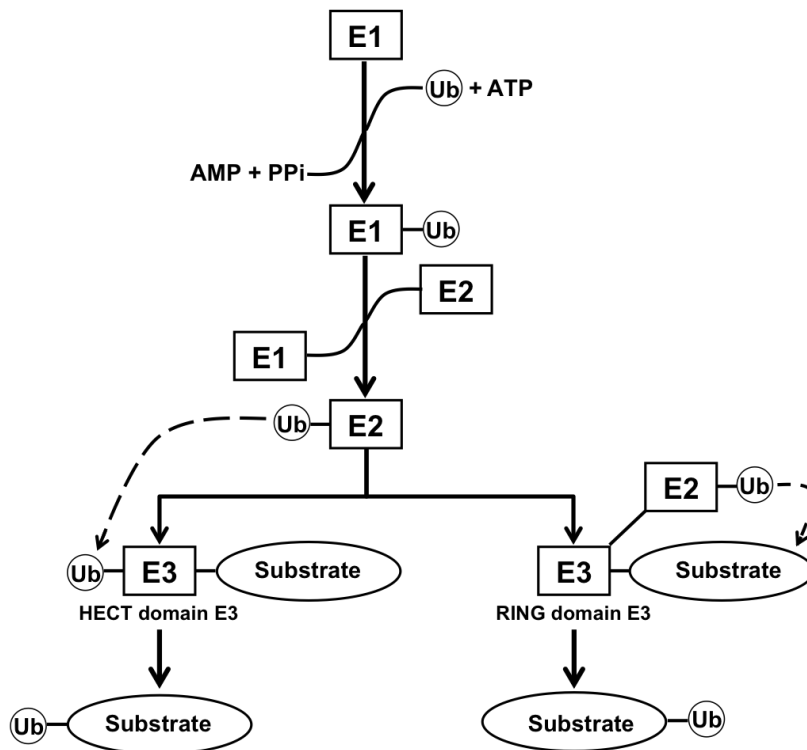 E1
Ub + ATP
AMP + PPi
E1 Ub
E2
E1
Ub E2
E2 Ub
Ub E3 Substrate
E3 Substrate
HECT domain E3
RING domain E3
Ub Substrate
Substrate Ub